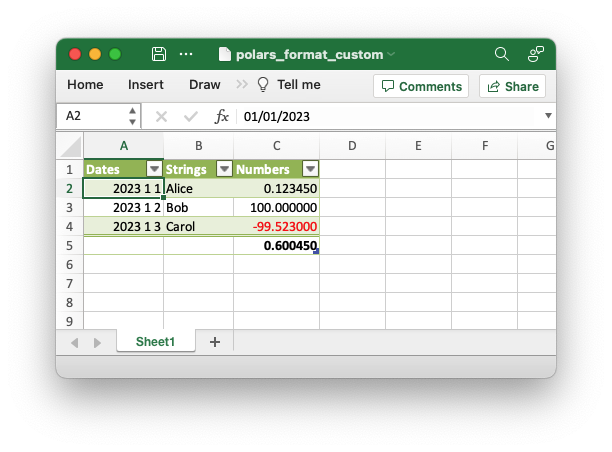 polars_format_custom
Home Insert Draw Tell me Comments Share
A2 fx 01/01/2023
A B C D E F G
1 Dates Strings Numbers
2 2023 1 1 Alice 0.123450
3 2023 1 2 Bob 100.000000
4 2023 1 3 Carol -99.523000
5 0.600450
6
7
8
9
Sheet1 +